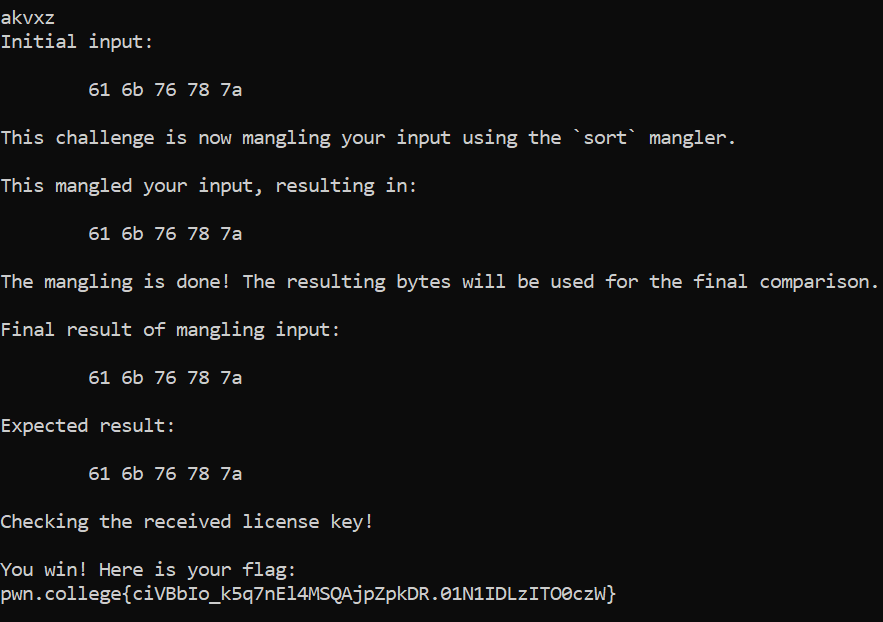 akvxz
Initial input:
61 6b 76 78 7a
This challenge is now mangling your input using the `sort` mangler.
This mangled your input, resulting in:
61 6b 76 78 7a
The mangling is done! The resulting bytes will be used for the final comparison.
Final result of mangling input:
61 6b 76 78 7a
Expected result:
61 6b 76 78 7a
Checking the received license key!
You win! Here is your flag:
pwn.college{ciVBbIo_k5q7nEl4MSQAjpZpkDR.01N1IDLzITO0czW}